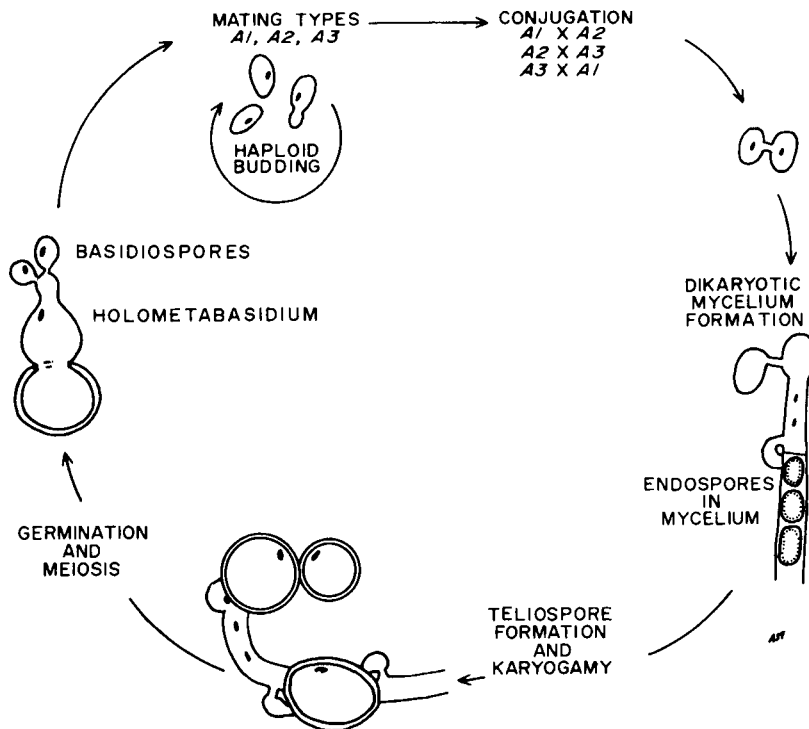 MATING TYPES
A1, A2, A3
CONJUGATION
A1 X A2
A2 X A3
A3 X A1
HAPLOID
BUDDING
BASIDIOSPORES
HOLOMETABASIDIUM
DIKARYOTIC
MYCELIUM
FORMATION
ENDOSPORES
IN
MYCELIUM
TELIOSPORE
FORMATION
AND
KARYOGAMY
GERMINATION
AND
MEIOSIS